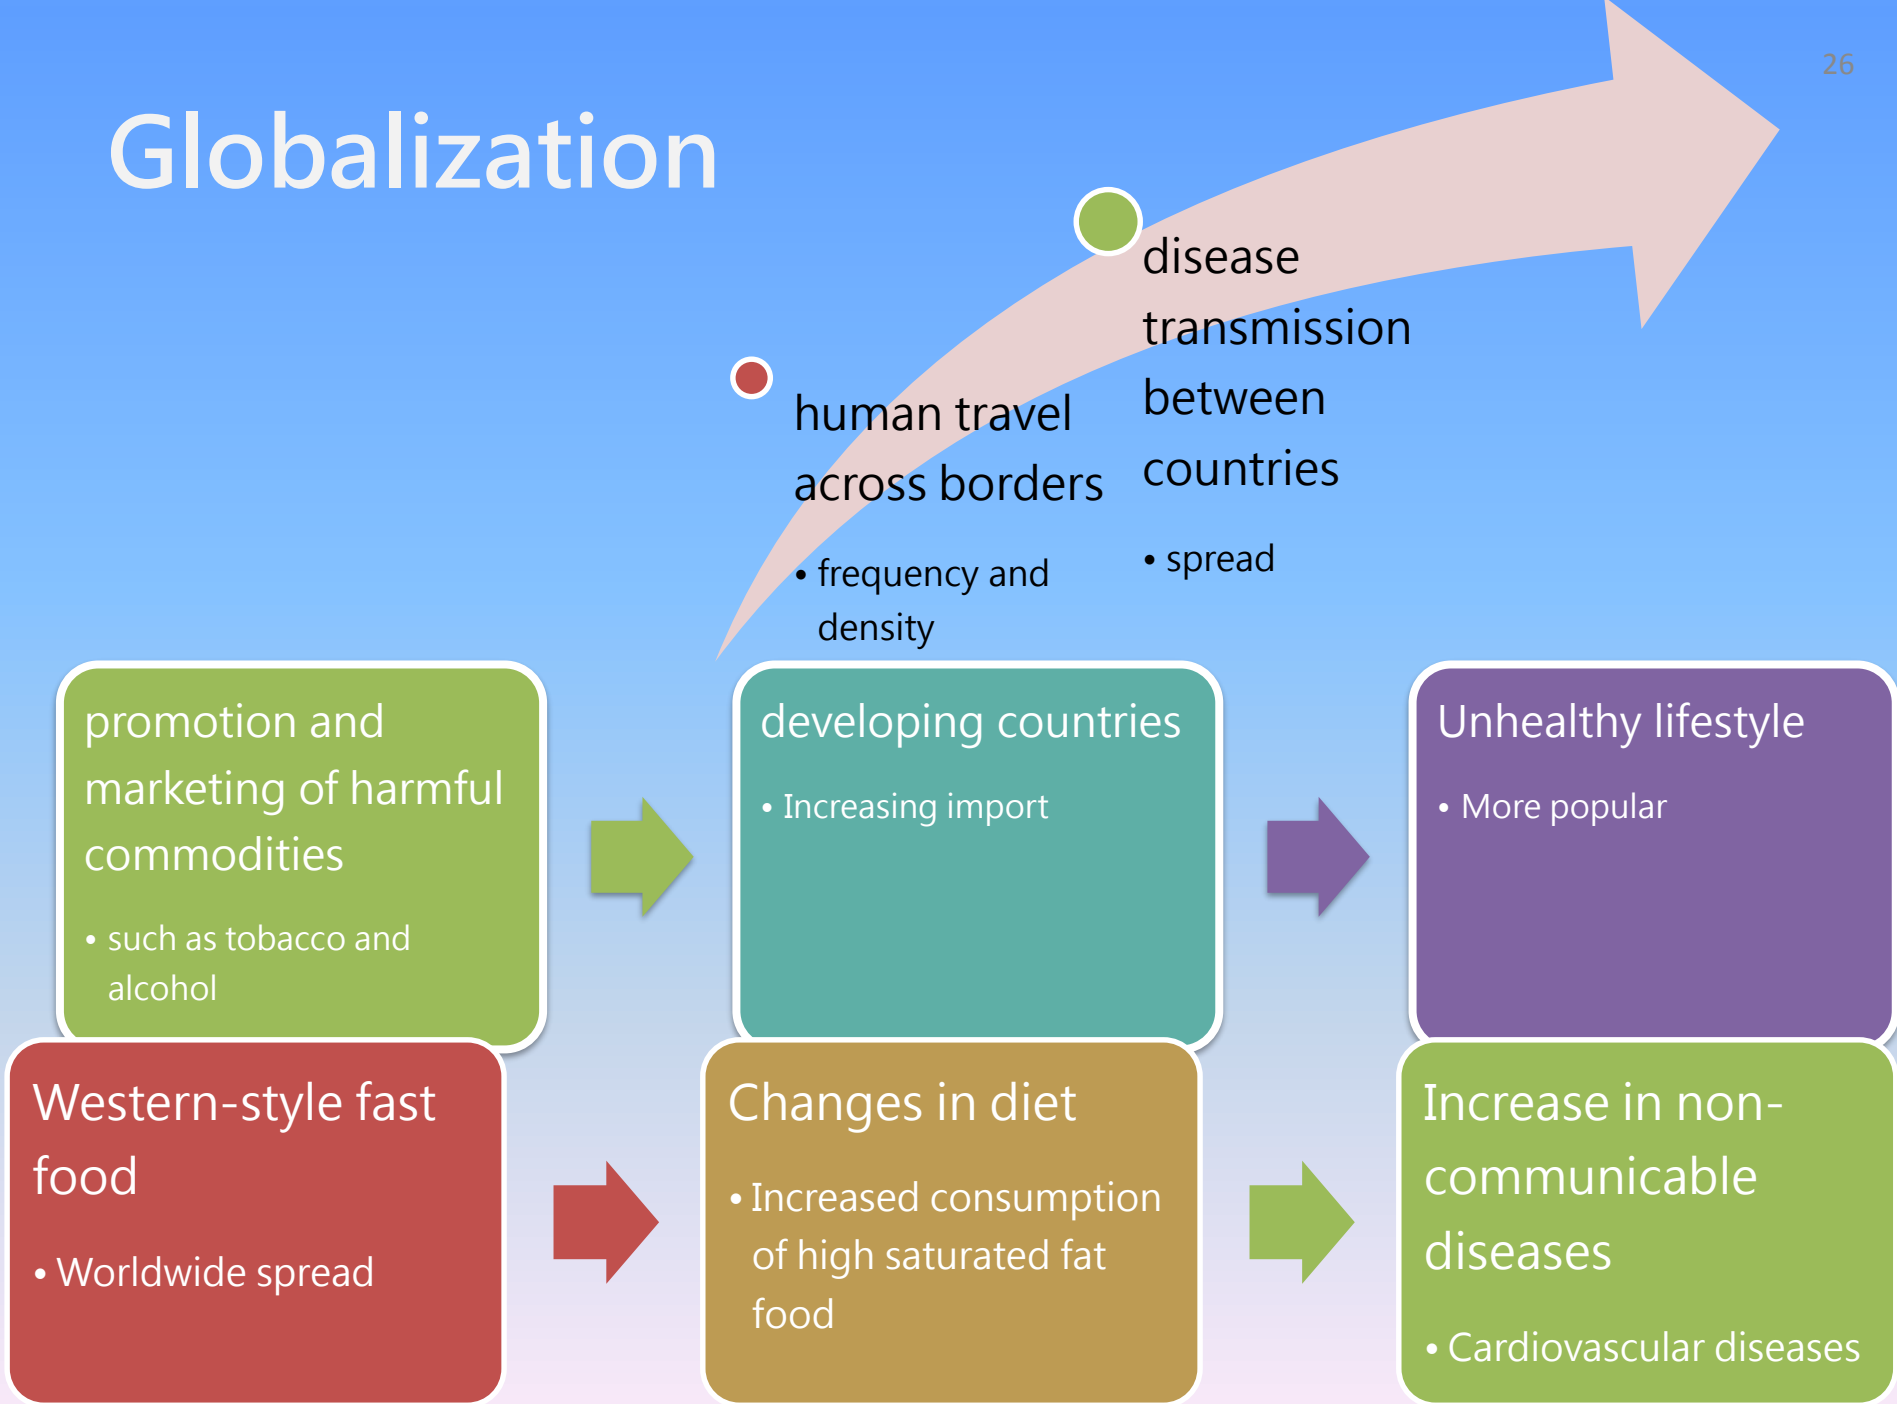 26
Globalization
human travel
across borders
• frequency and
density
disease
transmission
between
countries
• spread
promotion and
marketing of harmful
commodities
• such as tobacco and
alcohol
developing countries
• Increasing import
Unhealthy lifestyle
• More popular
Western-style fast
food
• Worldwide spread
Changes in diet
• Increased consumption
of high saturated fat
food
Increase in non-
communicable
diseases
• Cardiovascular diseases